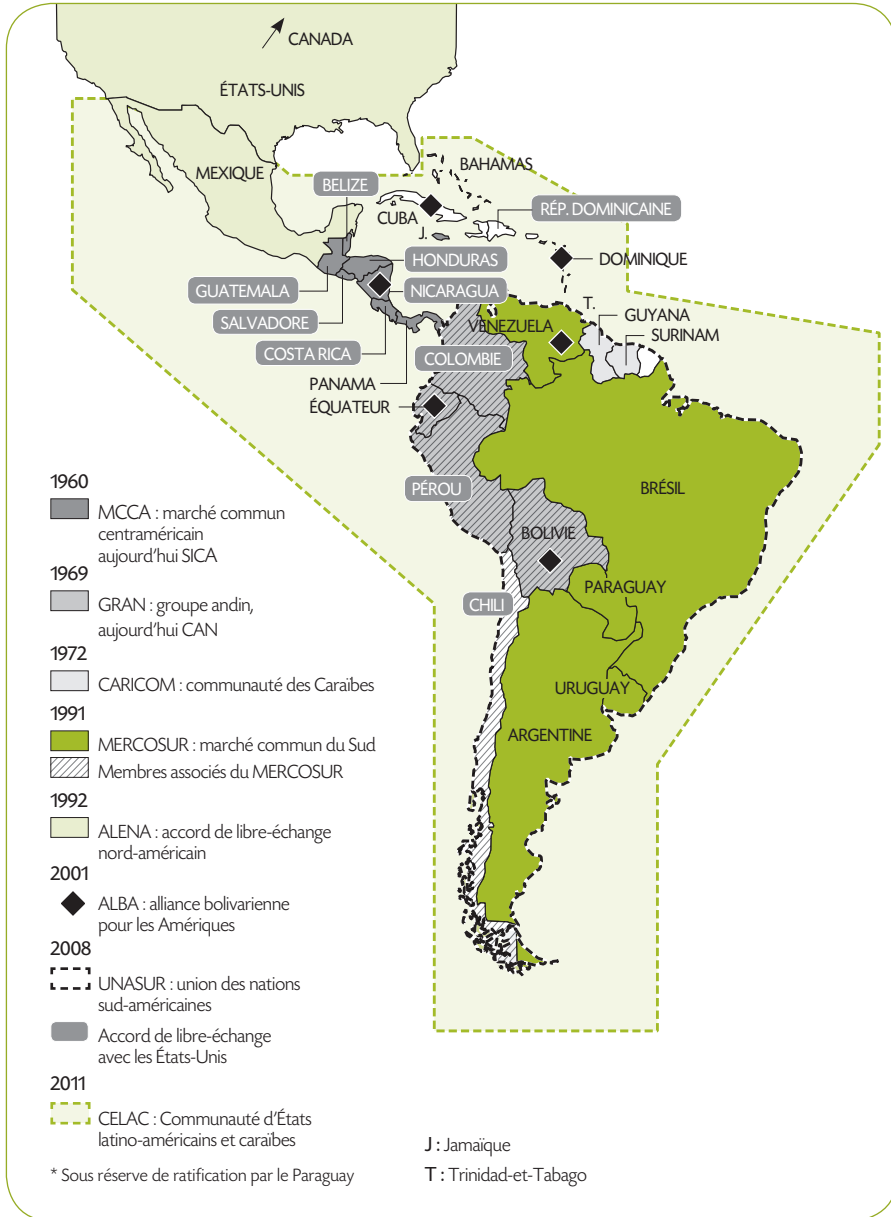 CANADA
ÉTATS-UNIS
MEXIQUE
BAHAMAS
BELIZE
CUBA
RÉP. DOMINICAINE
J.
HONDURAS
DOMINIQUE
GUATEMALA
NICARAGUA
T.
SALVADORE
GUYANA
VENEZUELA
SURINAM
COSTA RICA
COLOMBIE
PANAMA
ÉQUATEUR
PÉROU
BRÉSIL
BOLIVIE
PARAGUAY
CHILI
URUGUAY
ARGENTINE
1960
MCCA : marché commun
centraméricain
aujourd'hui SICA
1969
GRAN : groupe andin,
aujourd'hui CAN
1972
CARICOM : communauté des Caraïbes
1991
MERCOSUR : marché commun du Sud
Membres associés du MERCOSUR
1992
ALENA : accord de libre-échange
nord-américain
2001
ALBA : alliance bolivarienne
pour les Amériques
2008
UNASUR : union des nations
sud-américaines
Accord de libre-échange
avec les États-Unis
2011
CELAC : Communauté d'États
latino-américains et caraïbes
* Sous réserve de ratification par le Paraguay
J : Jamaïque
T : Trinidad-et-Tabago